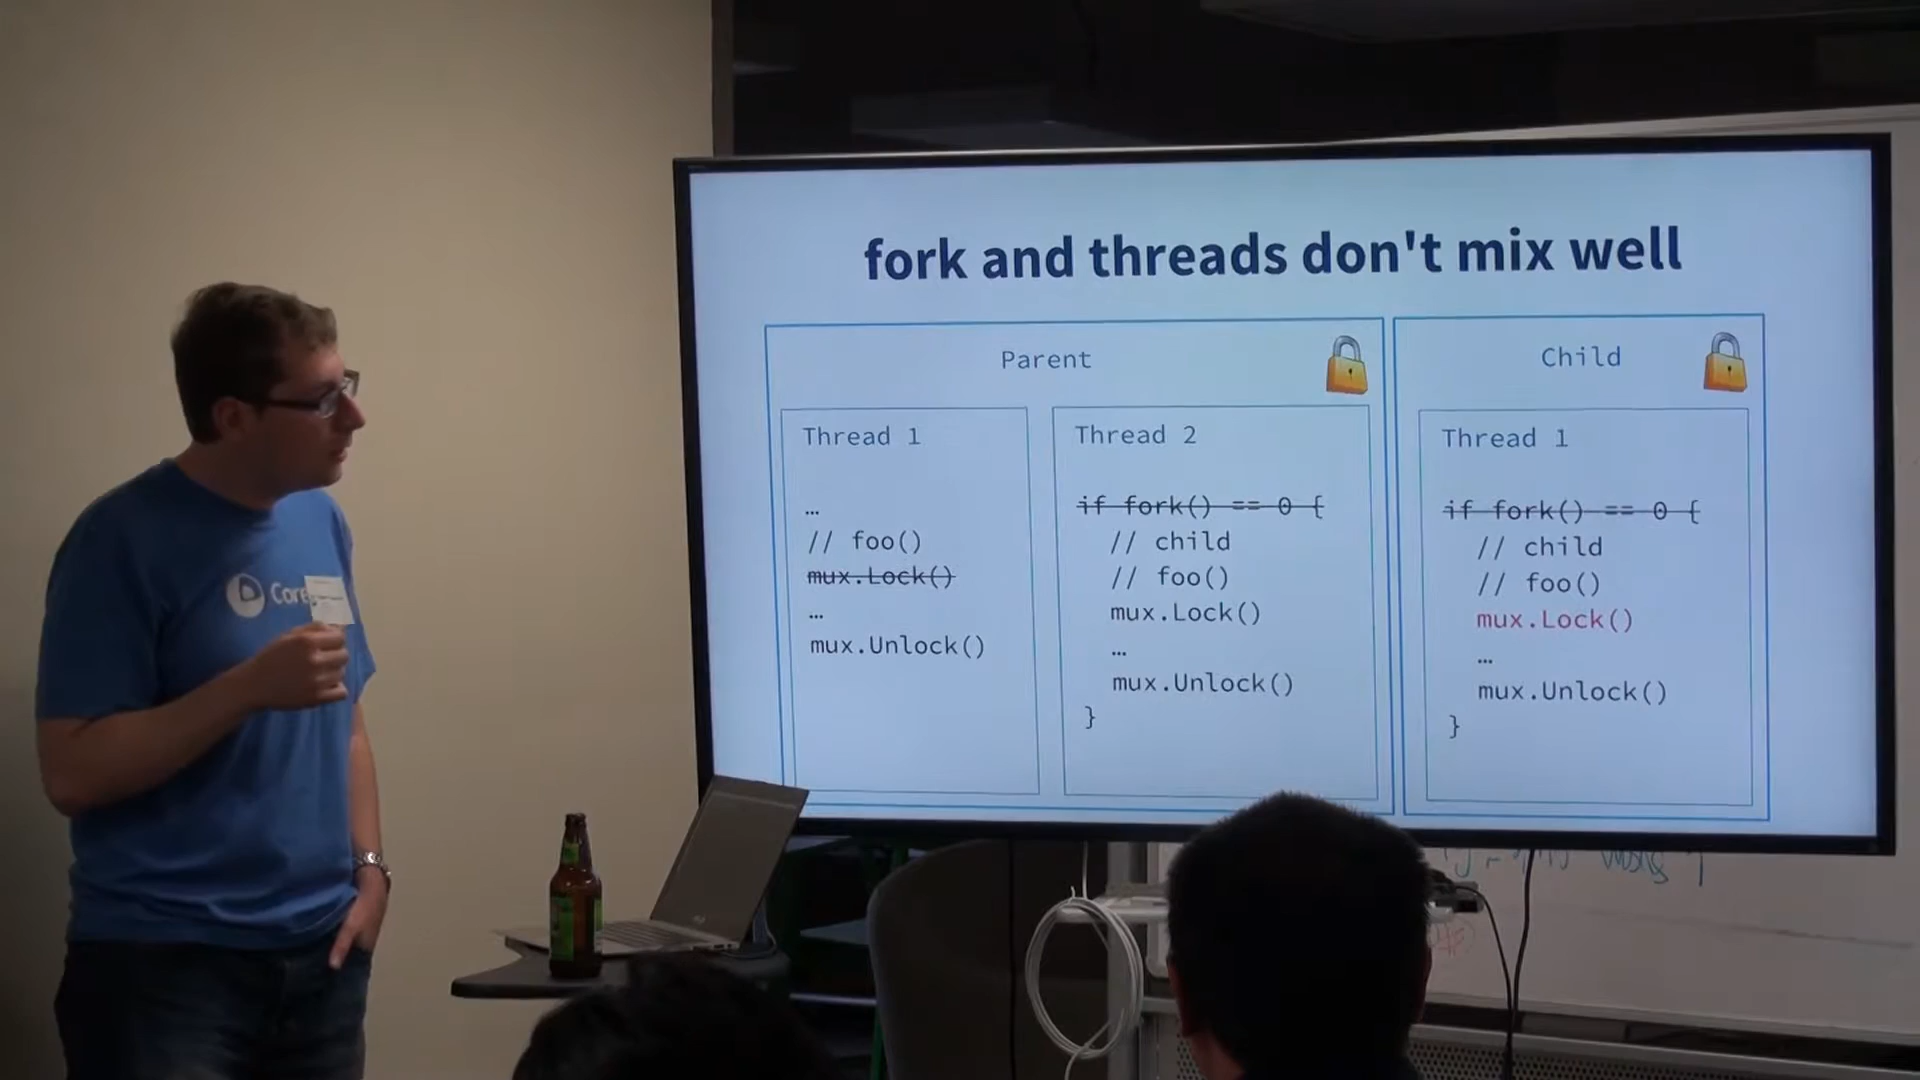 fork and threads don't mix well
Parent
Thread 1
…
// foo()
mux.Lock()
…
mux.Unlock()
Thread 2
if fork() == 0 {
// child
// foo()
mux.Lock()
…
mux.Unlock()
}
Child
Thread 1
if fork() == 0 {
// child
// foo()
mux.Lock()
…
mux.Unlock()
}
Core